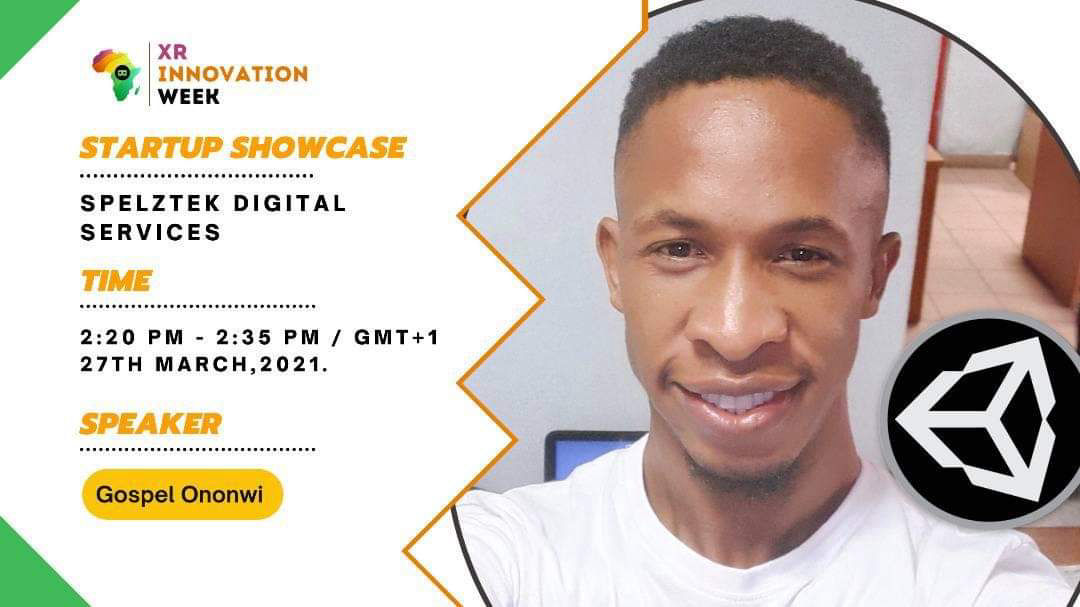 XR
INNOVATION
WEEK
STARTUP SHOWCASE
SPELZTEK DIGITAL
SERVICES
TIME
2:20 PM - 2:35 PM / GMT+1
27TH MARCH,2021.
SPEAKER
Gospel Ononwi